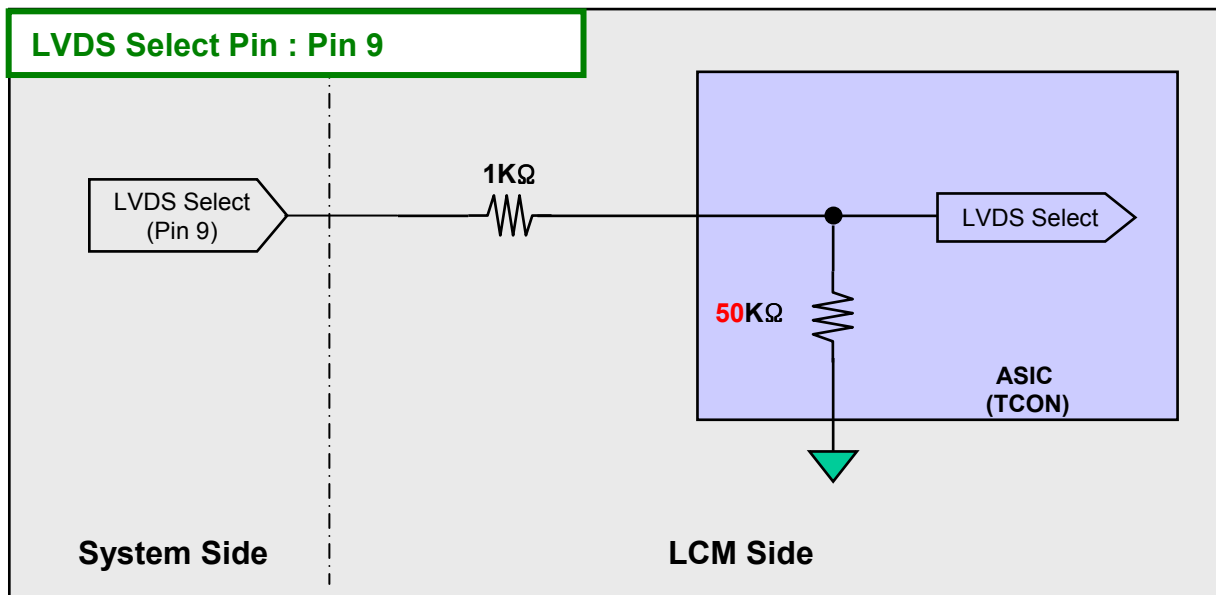 LVDS Select Pin : Pin 9
1KΩ
LVDS Select
(Pin 9)
LVDS Select
50KΩ
ASIC
(TCON)
System Side
LCM Side